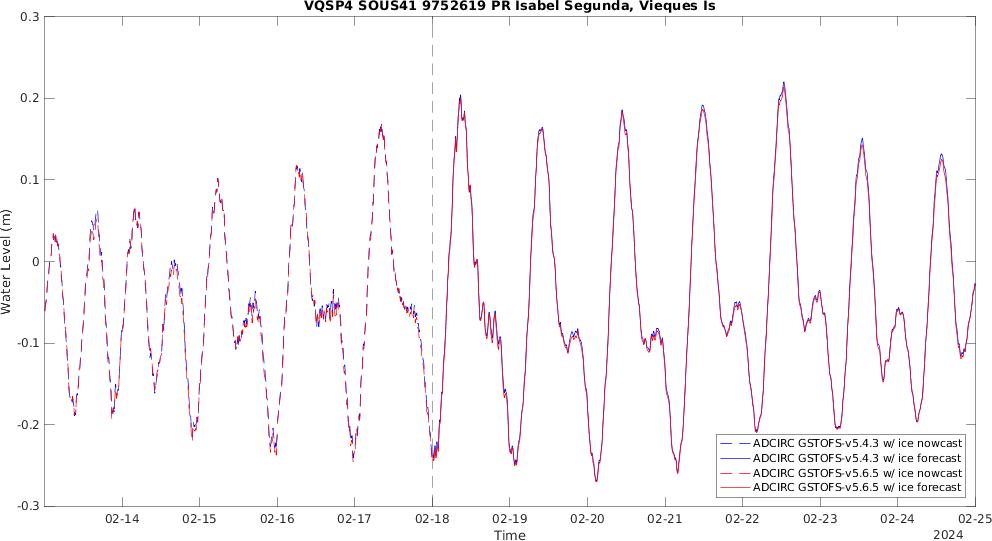 VQSP4 SOUS41 9752619 PR Isabel Segunda, Vieques Is
0.3
0.2
0.1
0
-0.1
-0.2
-0.3
Water Level (m)
ADCIRC GSTOFS-v5.4.3 w/ ice nowcast
ADCIRC GSTOFS-v5.4.3 w/ ice forecast
ADCIRC GSTOFS-v5.6.5 w/ ice nowcast
ADCIRC GSTOFS-v5.6.5 w/ ice forecast
02-14 02-15 02-16 02-17 02-18 02-19 02-20 02-21 02-22 02-23 02-24 02-25
Time
2024